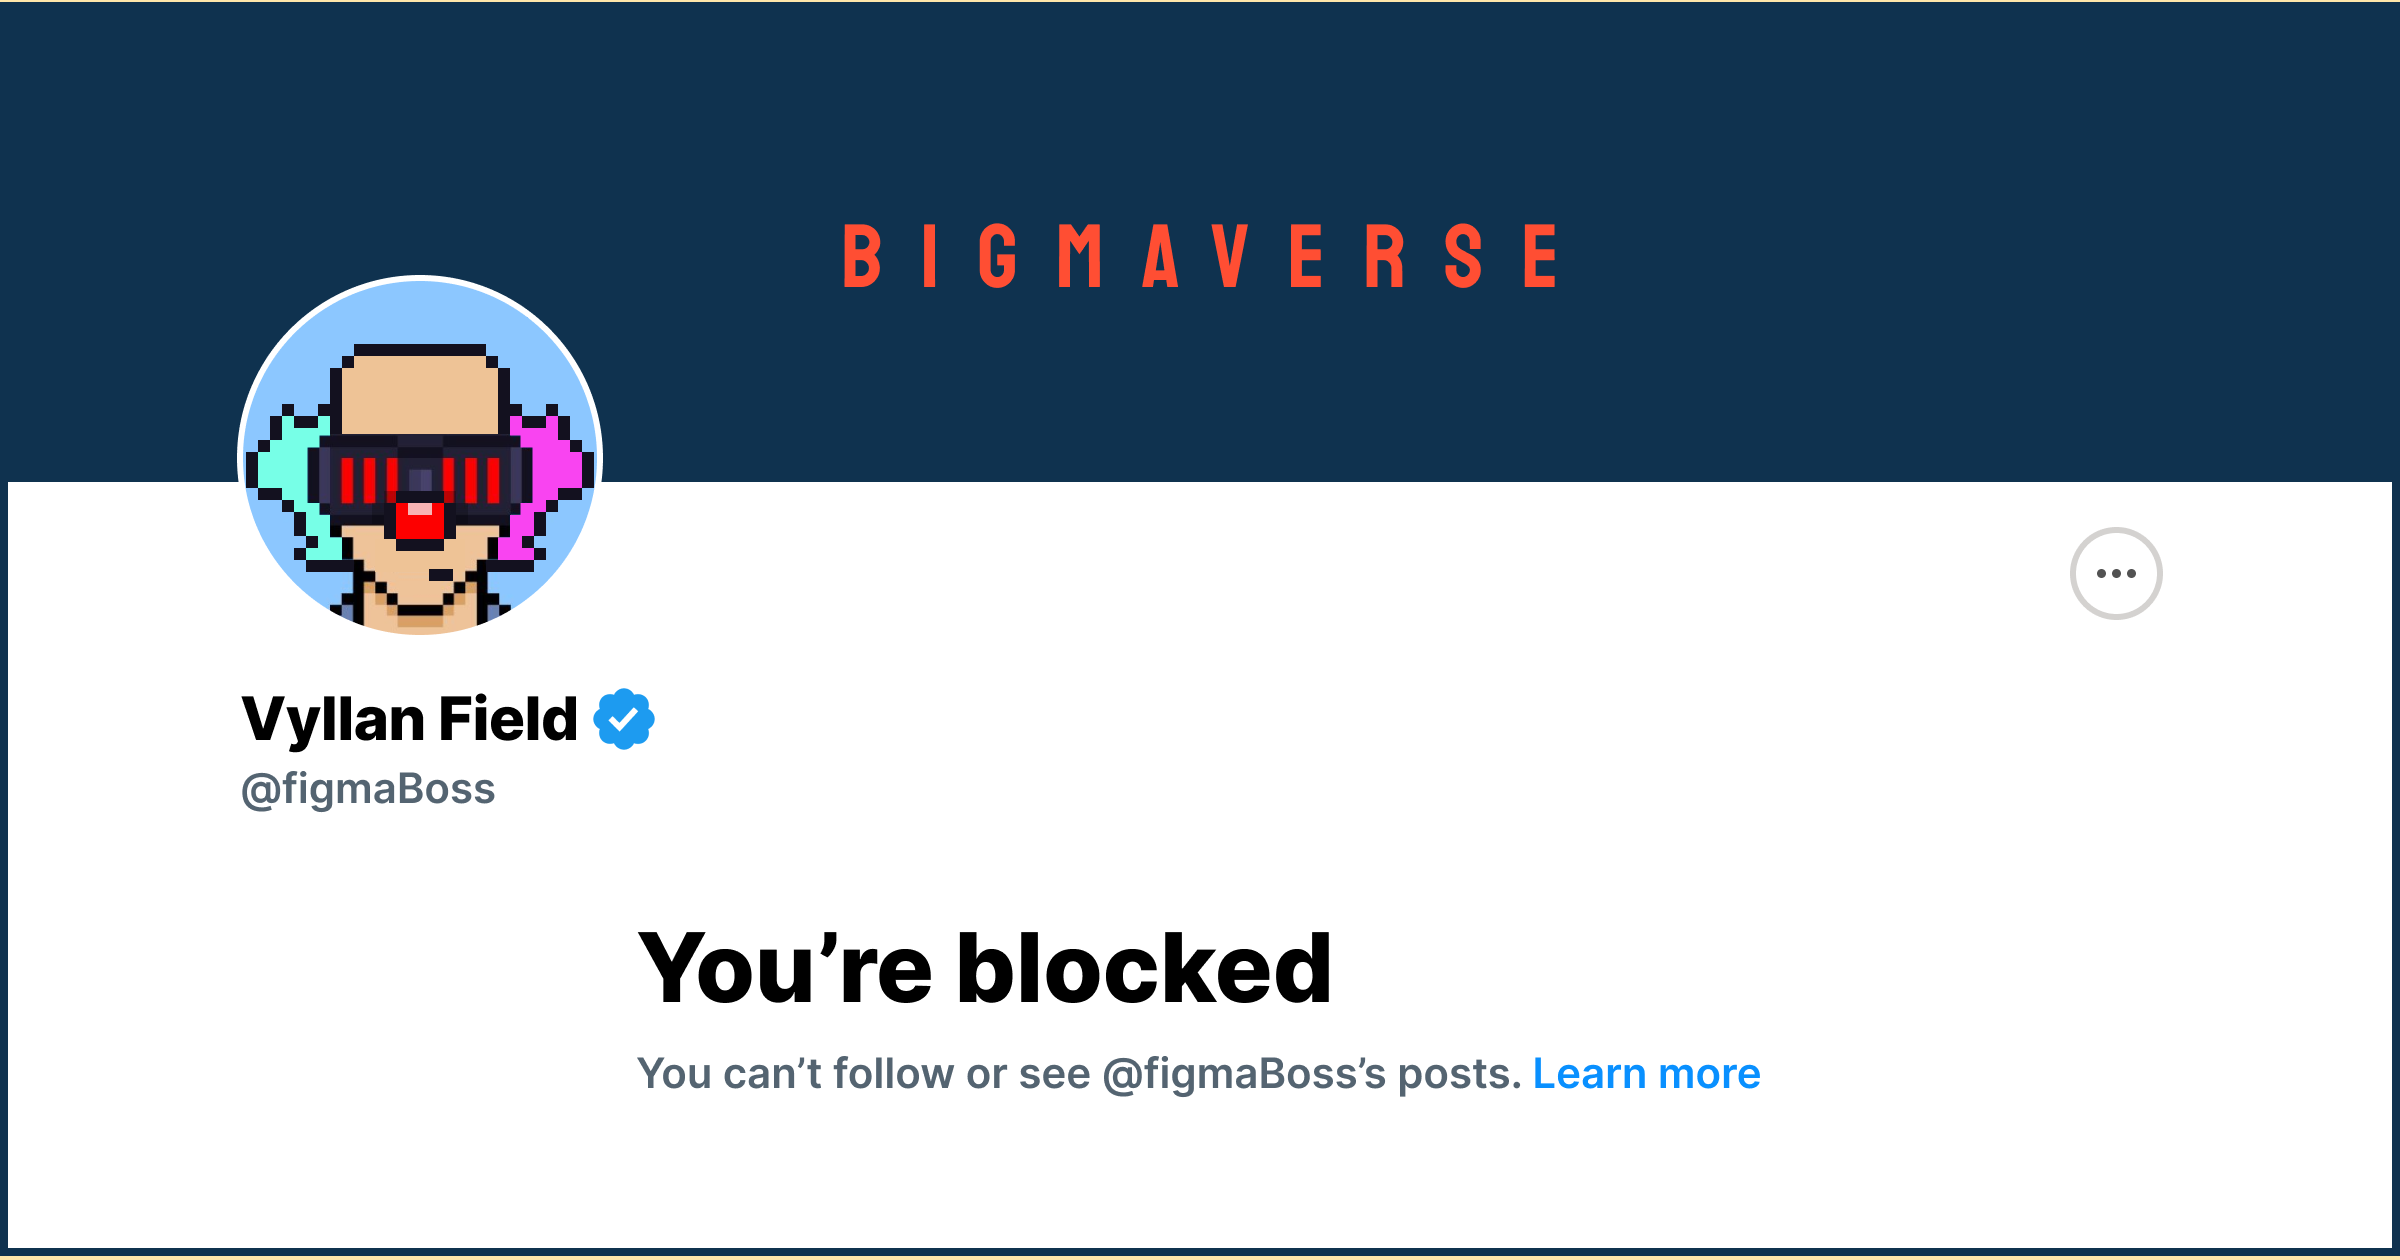 BIGMAVERSE
Vyllan Field
@figmaBoss
You’re blocked
You can’t follow or see @figmaBoss’s posts. Learn more